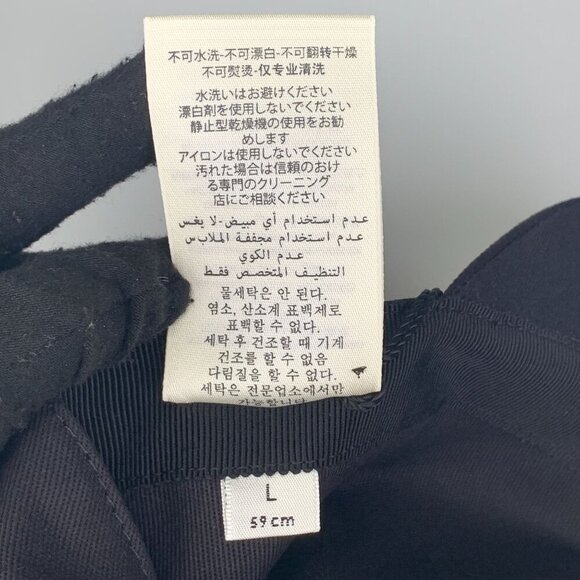 不可水洗-不可漂白-不可翻转干燥
不可熨烫-仅专业清洗
水洗いはお避けください
漂白剤を使用しないでください
静止型乾燥機の使用をお勧
めします
アイロンは使用しないでください
汚れた場合は信頼のおけ
る専門のクリーニング
店にご相談ください
عدم استخدام أي مبيض-لا يغس
عدم استخدام مجففة الملابس
عدم الكوي
التنظيف المتخصص فقط
물세탁은 안 된다.
염소, 산소계 표백제로
표백할 수 없다.
세탁 후 건조할 때 기계
건조를 할 수 없음
다림질을 할 수 없다.
세탁은 전문업소에서만
가능합니다
L
59cm